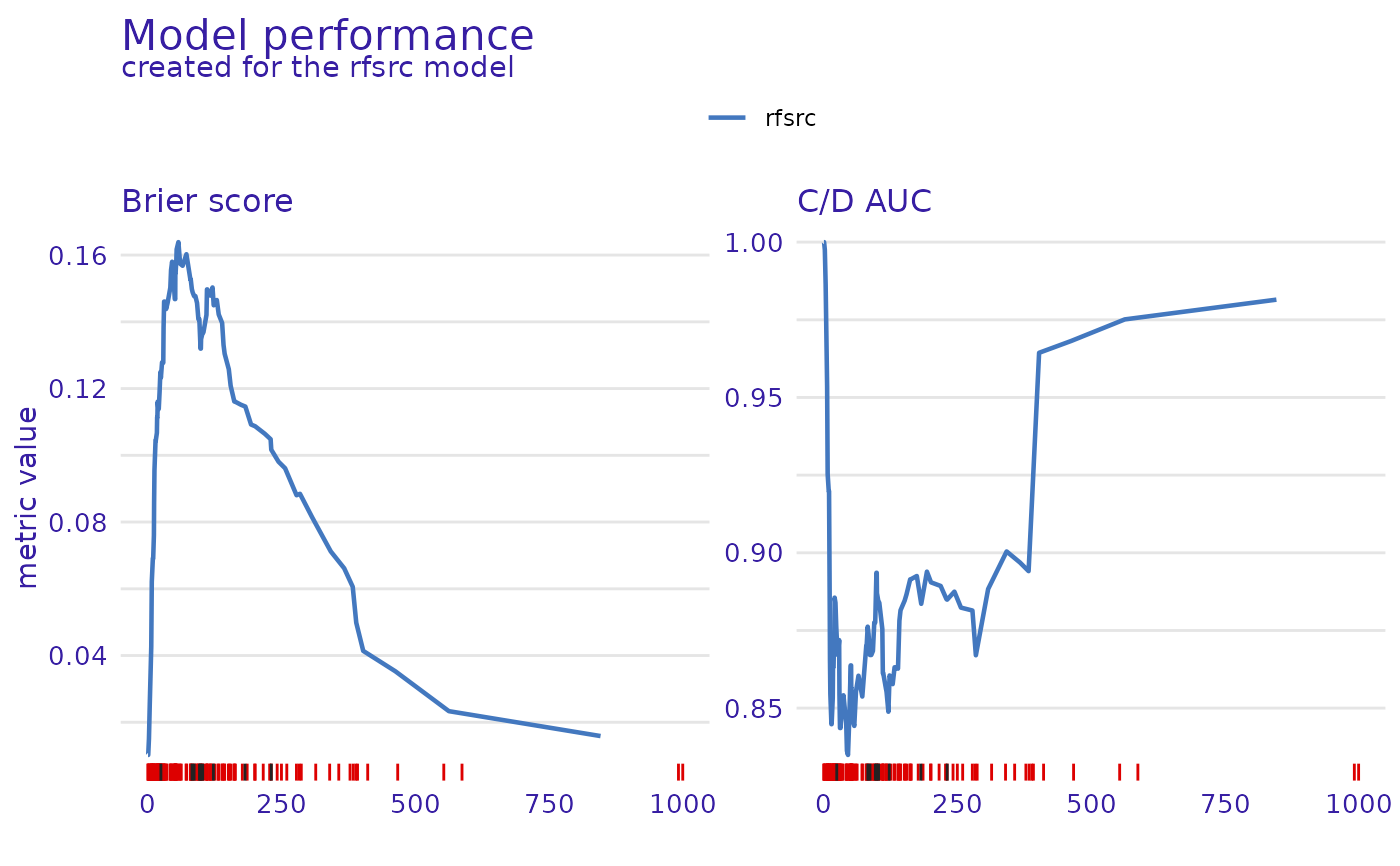 Model performance
created for the rfsrc model
rfsrc
Brier score
C/D AUC
metric value
0.16
0.12
0.08
0.04
0 250 500 750 1000
1.00
0.95
0.90
0.85
0 250 500 750 1000